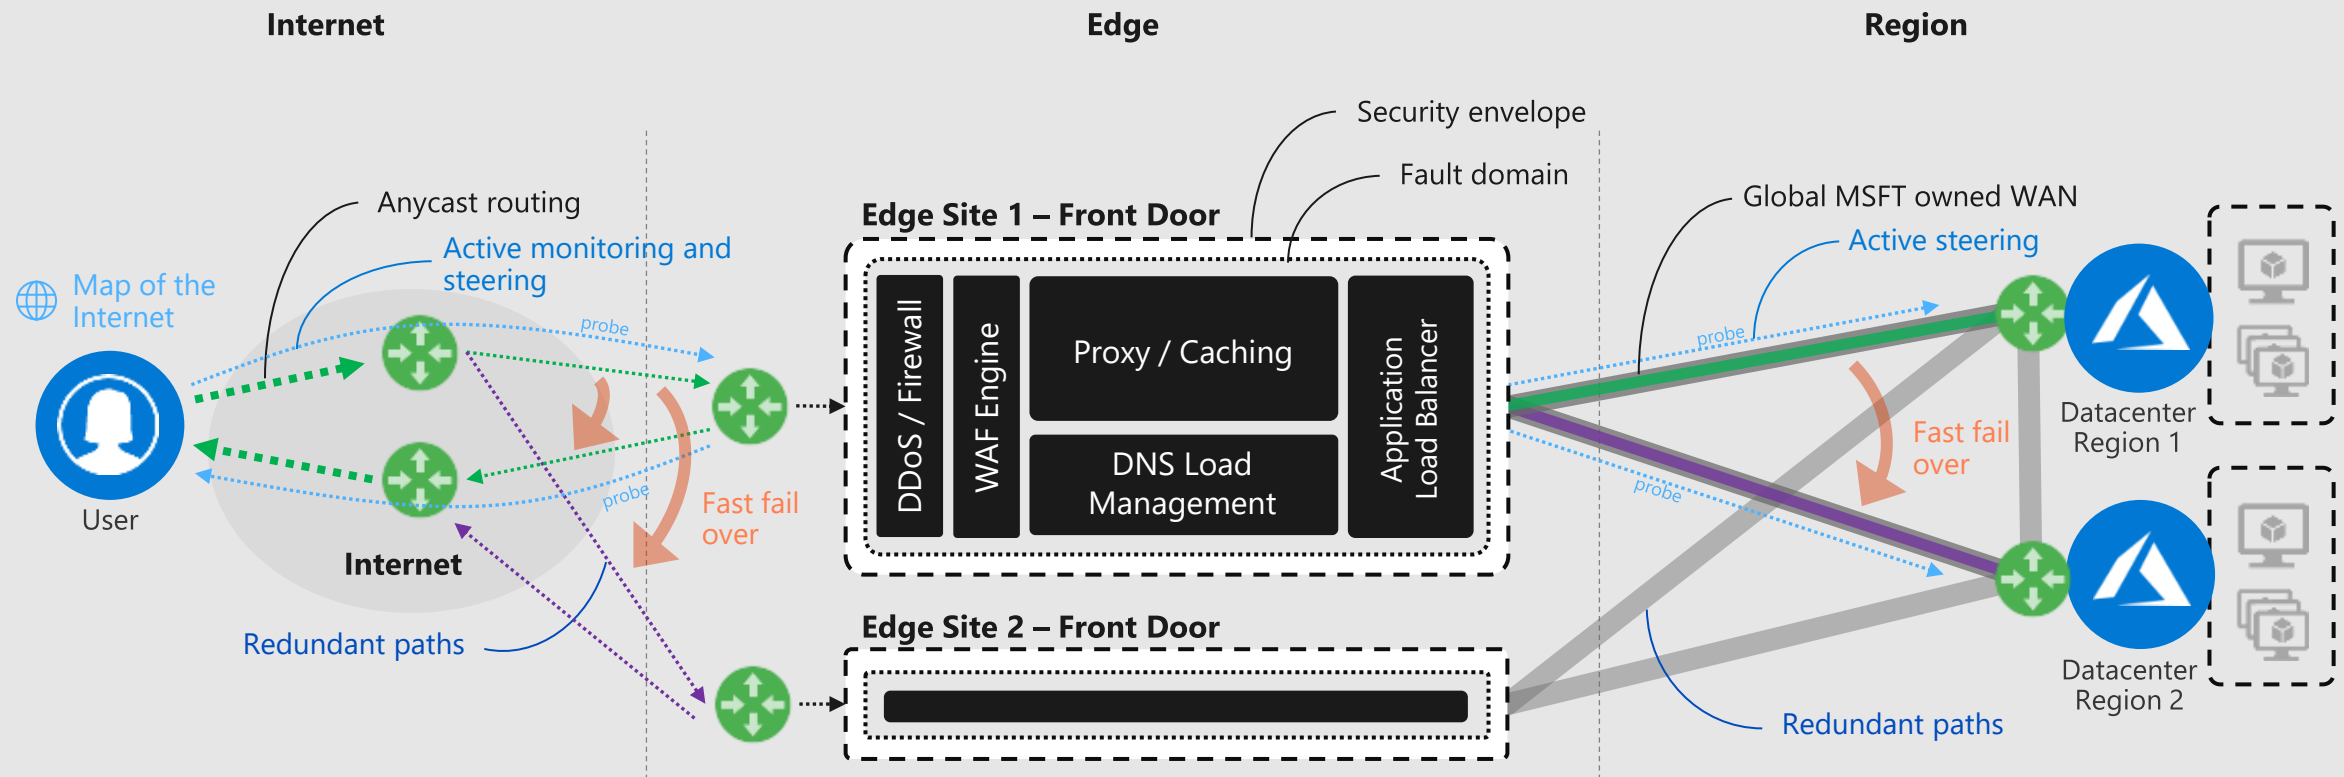 Internet
Edge
Region
Security envelope
Fault domain
Anycast routing
Active monitoring and
steering
Map of the
Internet
probe
probe
User
Internet
Redundant paths
Fast fail
over
Edge Site 1 – Front Door
DDoS / Firewall
WAF Engine
Proxy / Caching
DNS Load
Management
Application
Load Balancer
Edge Site 2 – Front Door
Global MSFT owned WAN
Active steering
probe
probe
Fast fail
over
Redundant paths
Datacenter
Region 1
Datacenter
Region 2